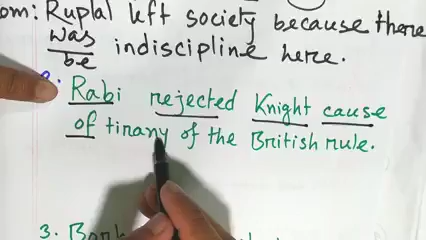 om: Ruplal left society because there
was
be indiscipline here.
2. Rabi rejected Knight cause
of tirany of the British rule.
3.